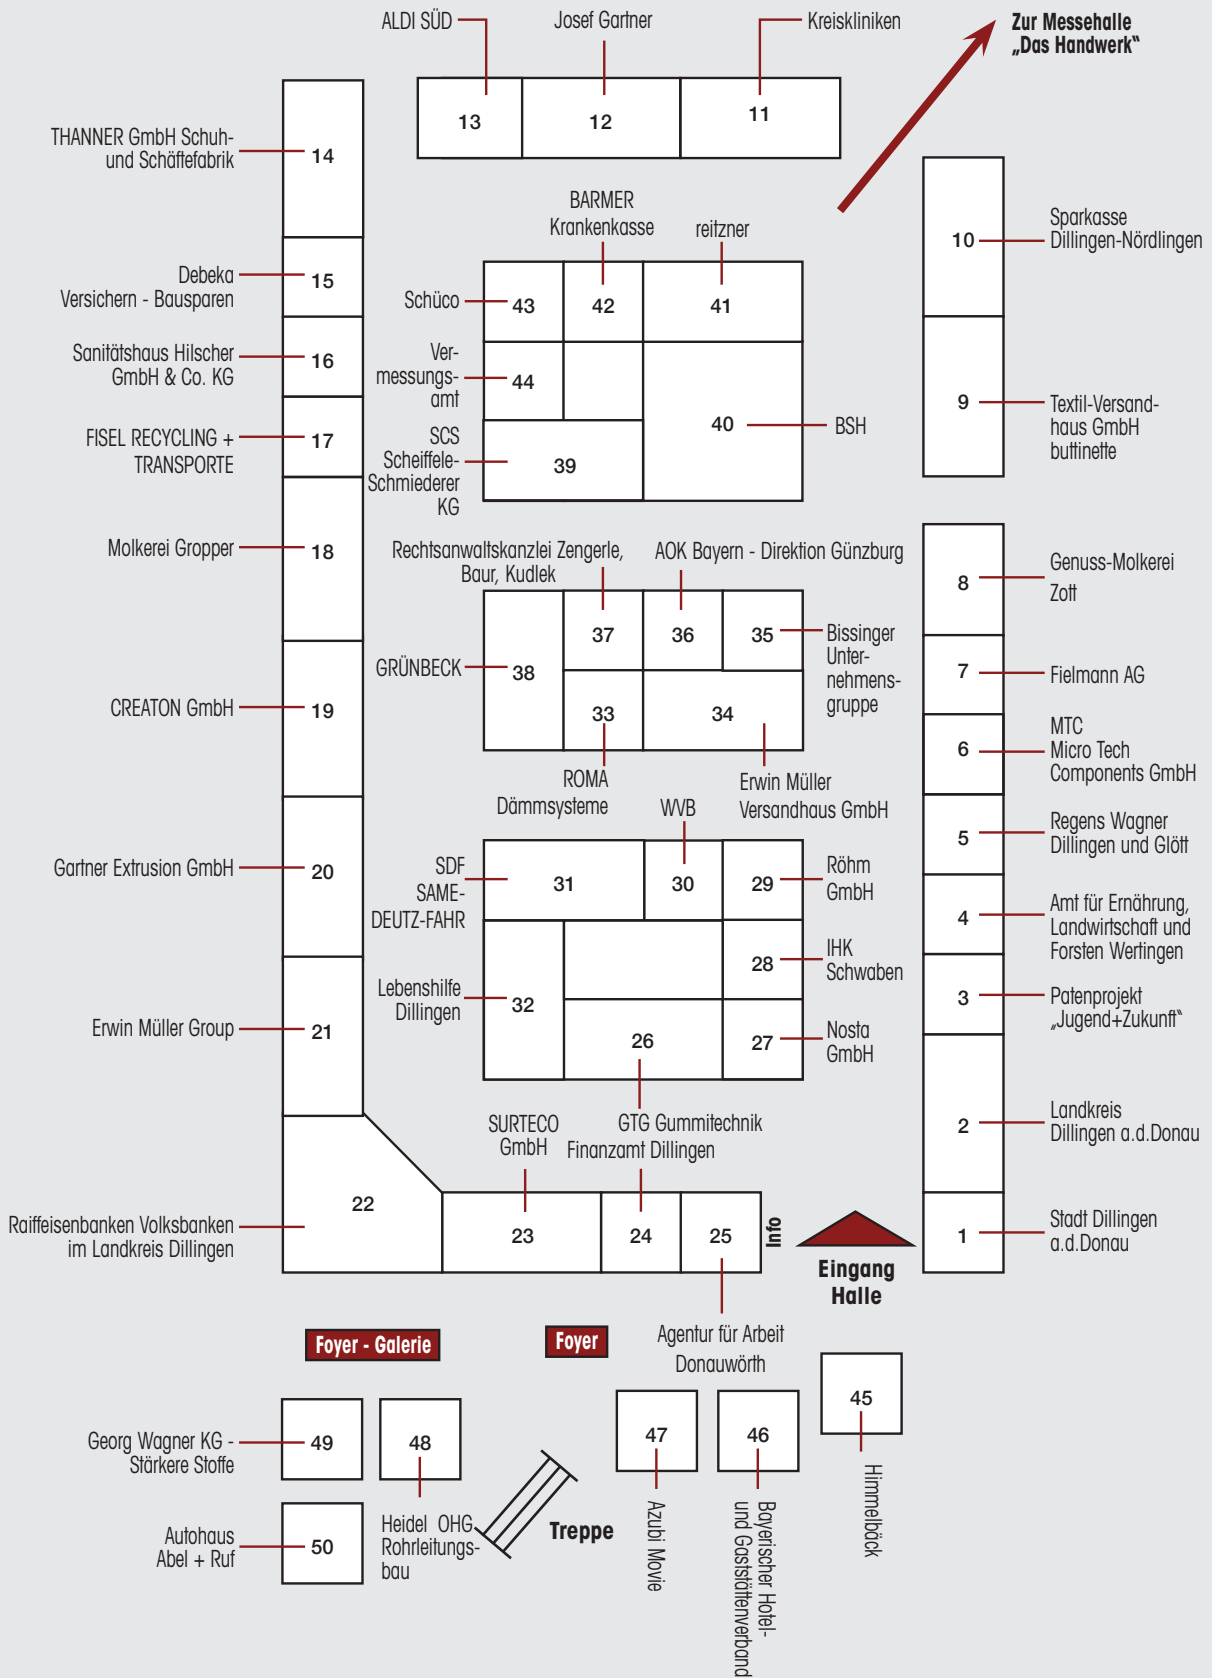 ALDI SÜD
Josef Gartner
Kreiskliniken
Zur Messehalle
„Das Handwerk“
13
12
11
THANNER GmbH Schuh-
und Schäftefabrik
14
BARMER
Krankenkasse
reitzner
10
Sparkasse
Dillingen-Nördlingen
Debeka
Versichern - Bausparen
15
Schüco
43
42
41
Sanitätshaus Hilscher
GmbH & Co. KG
16
Ver-
messungs-
amt
44
40
BSH
9
Textil-Versand-
haus GmbH
buttinette
FISEL RECYCLING +
TRANSPORTE
17
SCS
Scheiffele-
Schmiederer
KG
39
Molkerei Gropper
18
Rechtsanwaltskanzlei Zengerle,
Baur, Kudlek
AOK Bayern - Direktion Günzburg
8
Genuss-Molkerei
Zott
37
36
35
Bissinger
Unter-
nehmens-
gruppe
GRÜNBECK
38
7
Fielmann AG
CREATON GmbH
19
33
34
6
MTC
Micro Tech
Components GmbH
ROMA
Dämmsysteme
Erwin Müller
Versandhaus GmbH
WVB
5
Regens Wagner
Dillingen und Glött
Gartner Extrusion GmbH
20
SDF
SAME-
DEUTZ-FAHR
31
30
29
Röhm
GmbH
4
Amt für Ernährung,
Landwirtschaft und
Forsten Wertingen
28
IHK
Schwaben
Lebenshilfe
Dillingen
32
3
Patenprojekt
„Jugend+Zukunft“
Erwin Müller Group
21
26
27
Nosta
GmbH
SURTECO
GmbH
GTG Gummitechnik
Finanzamt Dillingen
2
Landkreis
Dillingen a.d.Donau
22
Raiffeisenbanken Volksbanken
im Landkreis Dillingen
23
24
25
Info
1
Stadt Dillingen
a.d.Donau
Eingang
Halle
Foyer - Galerie
Foyer
Agentur für Arbeit
Donauwörth
45
Himmelbäck
Georg Wagner KG -
Stärkere Stoffe
49
48
47
46
Autohaus
Abel + Ruf
50
Heidel OHG
Rohrleitungs-
bau
Treppe
Azubi Movie
Bayerischer Hotel-
und Gaststättenverband